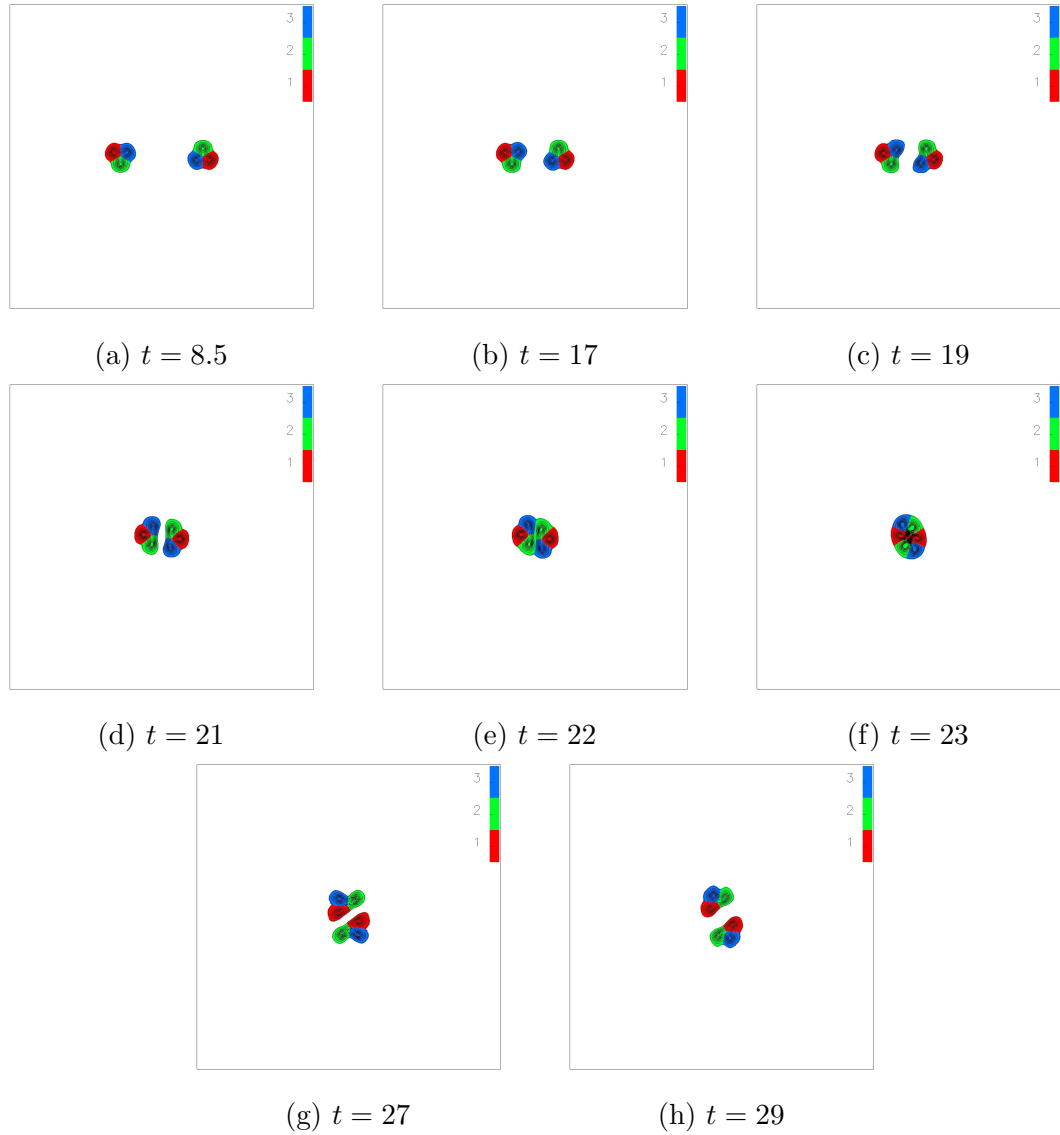 3 3 3
2 2 2
1 1 1
(a) t = 8.5 (b) t = 17 (c) t = 19
3 3 3
2 2 2
1 1 1
(d) t = 21 (e) t = 22 (f) t = 23
3 3
2 2
1 1
(g) t = 27 (h) t = 29